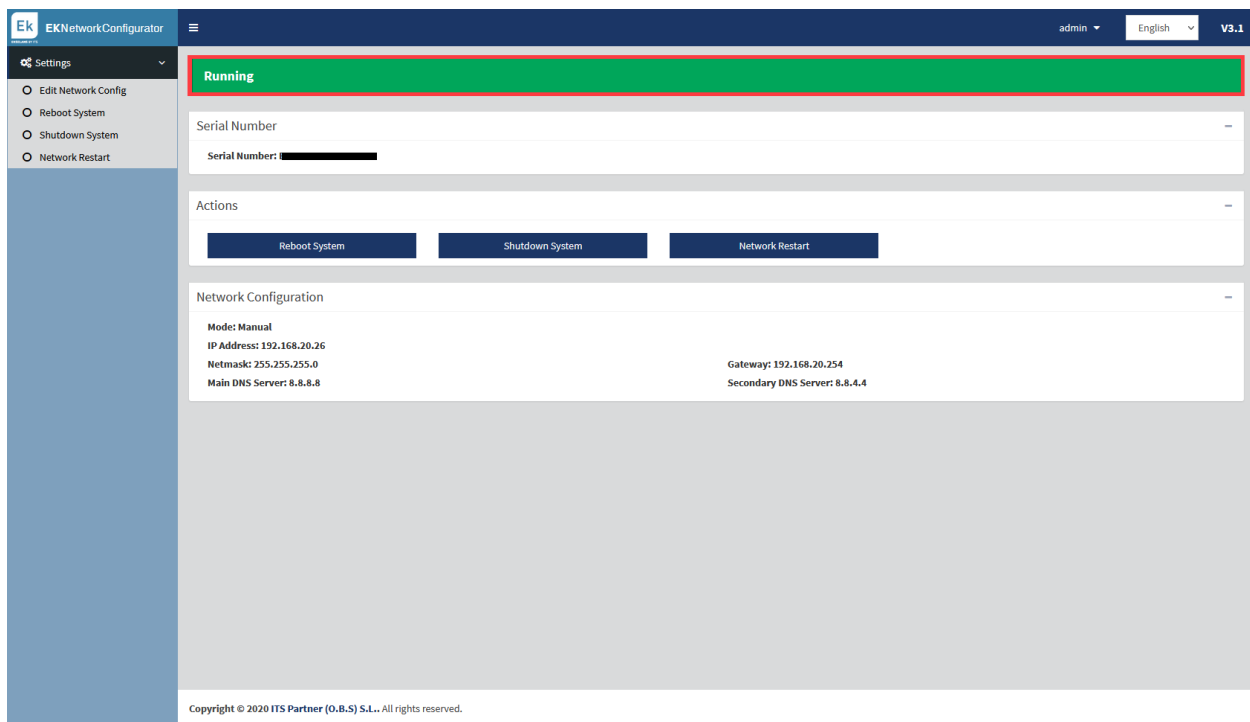 Ek EKNetworkConfigurator admin English V3.1
Settings
Edit Network Config
Reboot System
Shutdown System
Network Restart
Running
Serial Number
Serial Number:
Actions
Reboot System Shutdown System Network Restart
Network Configuration
Mode: Manual
IP Address: 192.168.20.26
Netmask: 255.255.255.0 Gateway: 192.168.20.254
Main DNS Server: 8.8.8.8 Secondary DNS Server: 8.8.4.4
Copyright © 2020 ITS Partner (O.B.S) S.L.. All rights reserved.